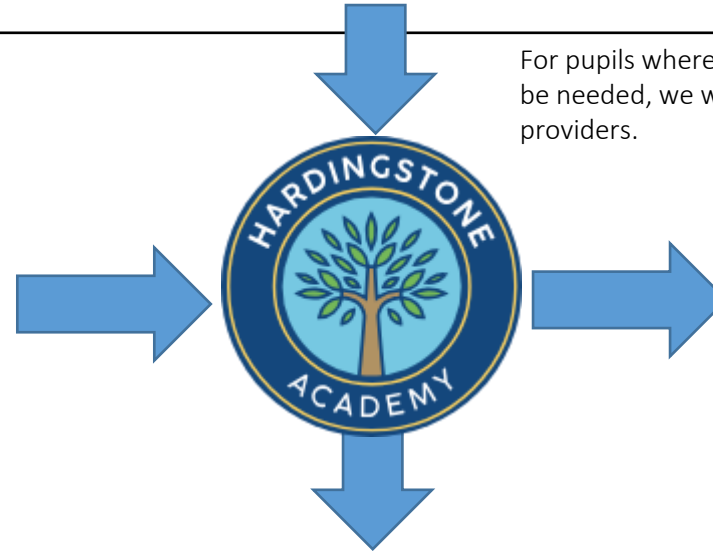 For pupils where
be needed, we w
providers.
HARDINGSTONE
ACADEMY